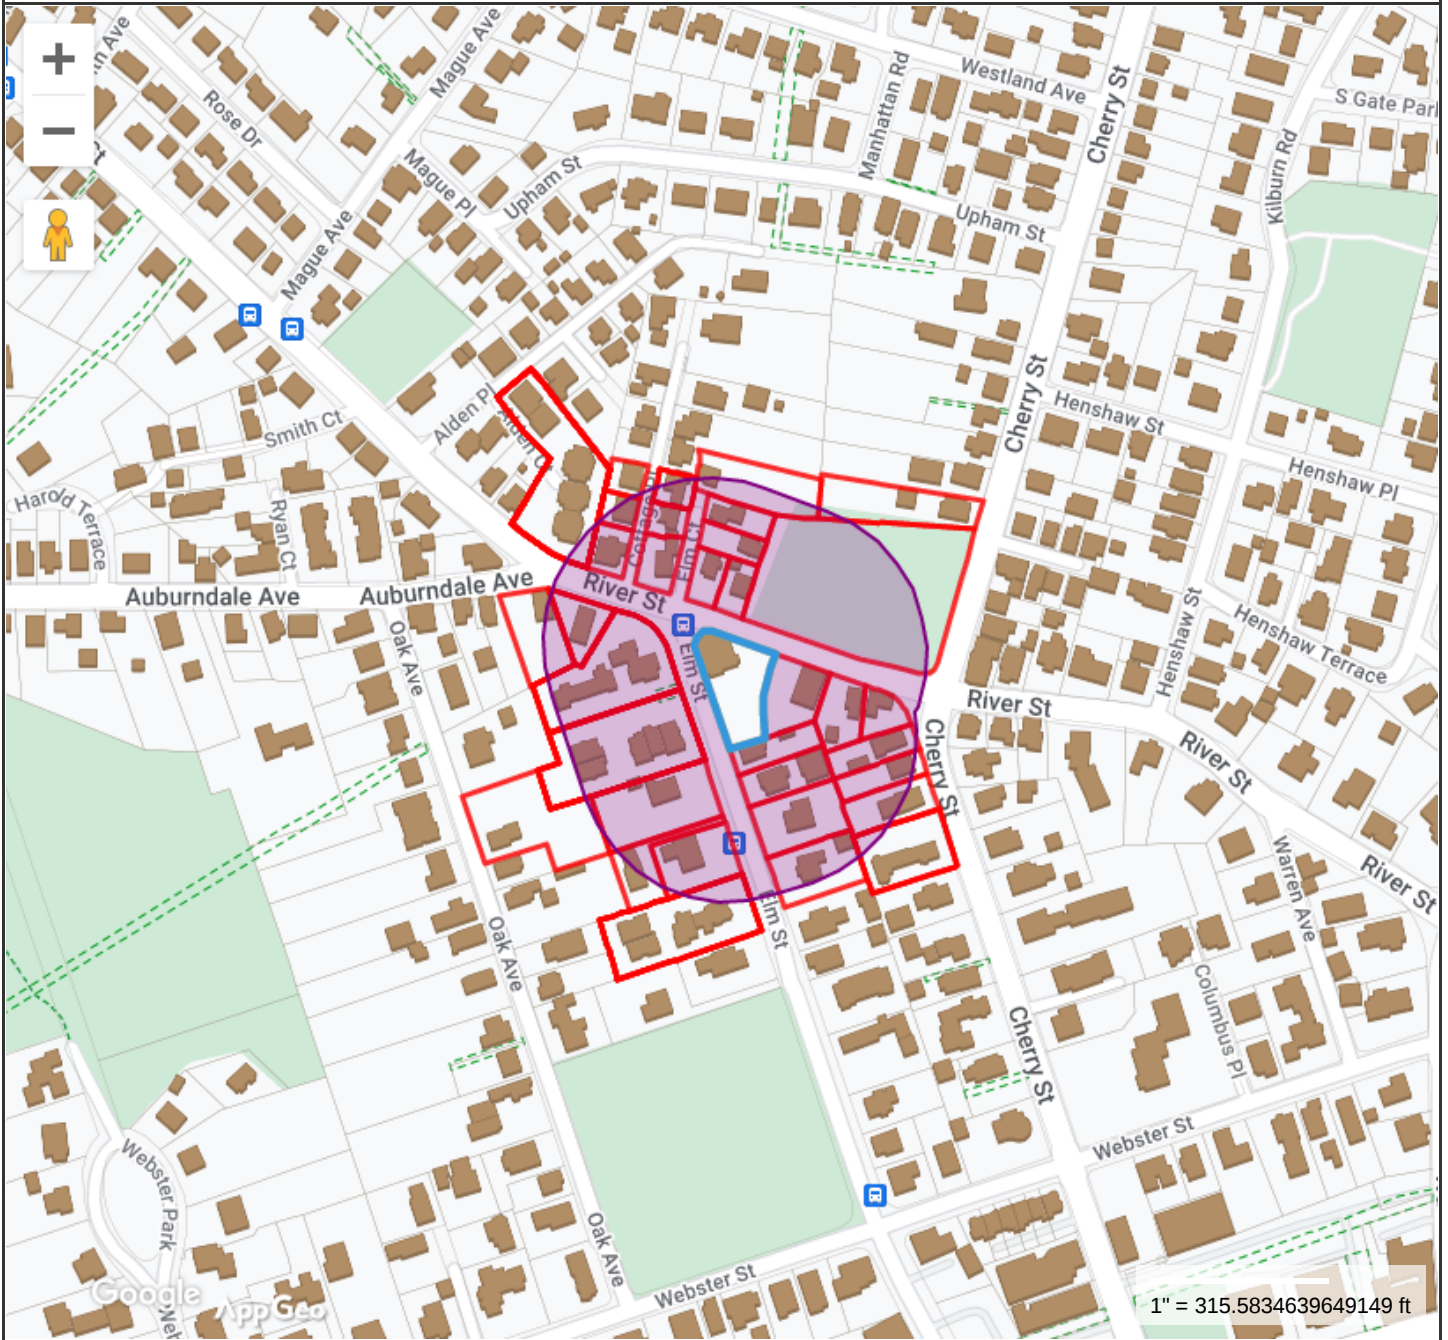 +
Mague Ave
Westland Ave
Manhattan Rd
Cherry St
S Gate Park
Rose Dr
−
Kilburn Rd
Mague Pl
Upham St
Upham St
Mague Ave
Cherry St
Henshaw St
Alden Pl
Alden Ct
Smith Ct
Henshaw Pl
Harold Terrace
Ryan Ct
Elm Ct
River St
Auburndale Ave
Auburndale Ave
Henshaw St
Henshaw Terrace
Oak Ave
Elm St
River St
Cherry St
River St
River St
Warren Ave
Elm St
Oak Ave
Columbus Pl
Cherry St
Webster St
Webster Park
Oak Ave
Webster St
Google
AppGeo
1" = 315.5834639649149 ft